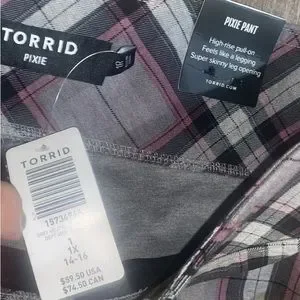 TORRID
PIXIE
PIXIE PANT
High-rise pull-on
Feels like a legging
Super skinny leg opening
TORRID.COM
TORRID
1
1X
14-16
$59.50 USA
$74.50 CAN